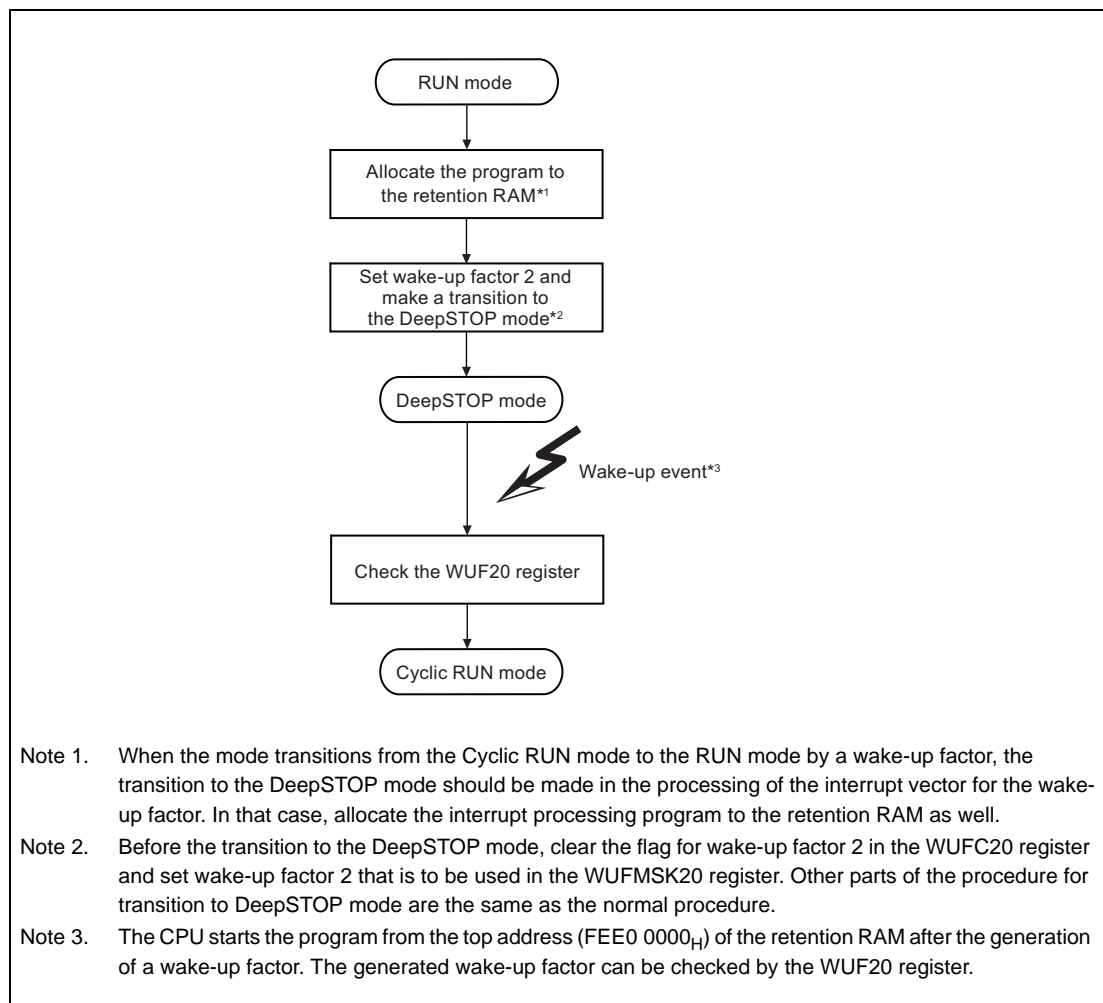 RUN mode
Allocate the program to
the retention RAM*1
Set wake-up factor 2 and
make a transition to
the DeepSTOP mode*2
DeepSTOP mode
Wake-up event*3
Check the WUF20 register
Cyclic RUN mode
Note 1. When the mode transitions from the Cyclic RUN mode to the RUN mode by a wake-up factor, the
transition to the DeepSTOP mode should be made in the processing of the interrupt vector for the wake-
up factor. In that case, allocate the interrupt processing program to the retention RAM as well.
Note 2. Before the transition to the DeepSTOP mode, clear the flag for wake-up factor 2 in the WUFC20 register
and set wake-up factor 2 that is to be used in the WUFMSK20 register. Other parts of the procedure for
transition to DeepSTOP mode are the same as the normal procedure.
Note 3. The CPU starts the program from the top address (FEE0 0000H) of the retention RAM after the generation
of a wake-up factor. The generated wake-up factor can be checked by the WUF20 register.